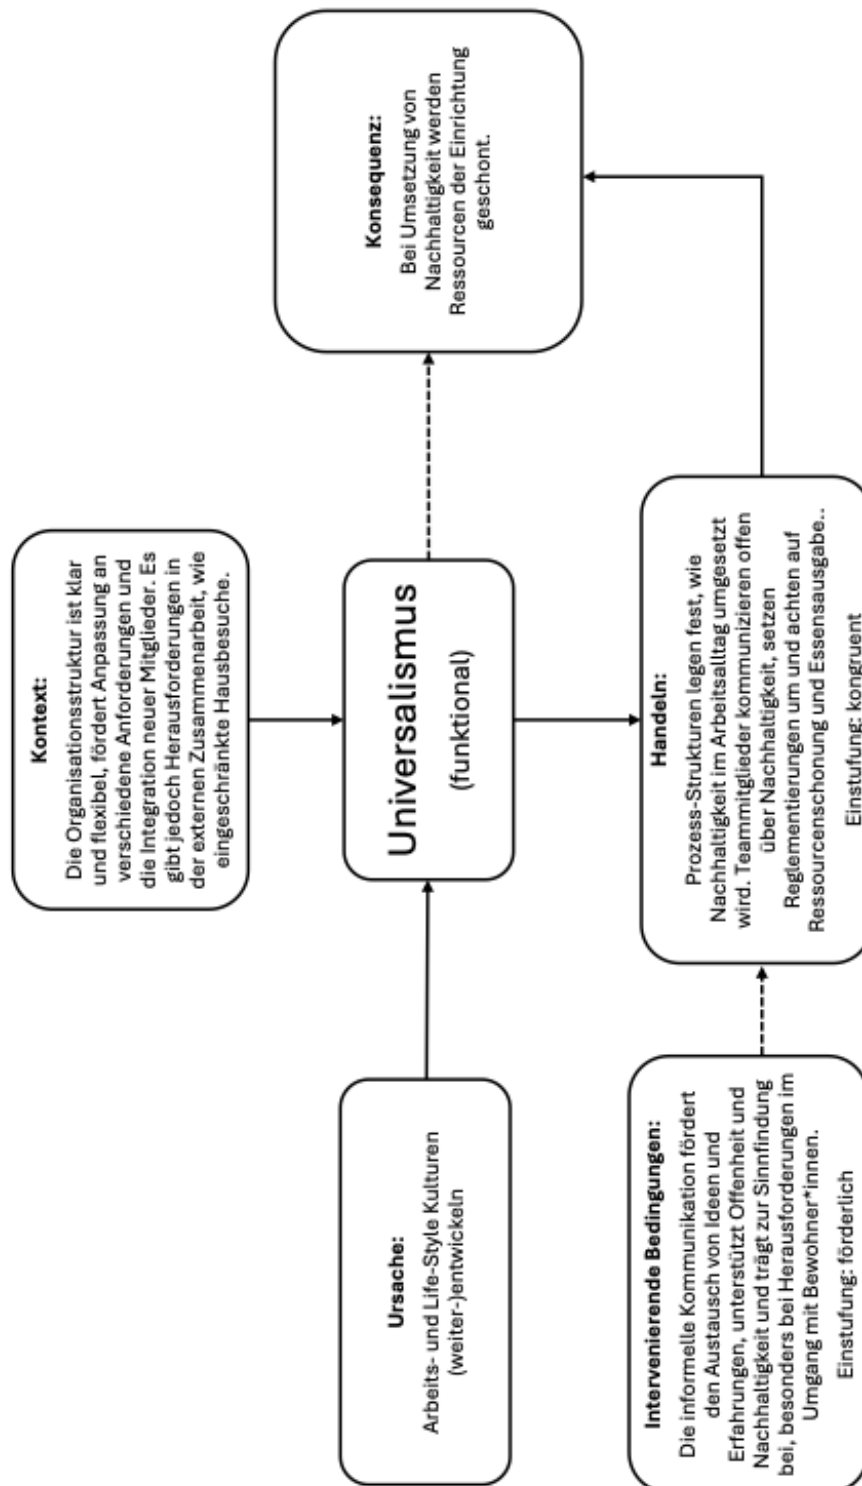 Kontext:
Die Organisationsstruktur ist klar
und flexibel, fördert Anpassung an
verschiedene Anforderungen und
die Integration neuer Mitglieder. Es
gibt jedoch Herausforderungen in
der externen Zusammenarbeit, wie
eingeschränkte Hausbesuche.
Ursache:
Arbeits- und Life-Style Kulturen
(weiter-)entwickeln
Universalismus
(funktional)
Konsequenz:
Bei Umsetzung von
Nachhaltigkeit werden
Ressourcen der Einrichtung
geschont.
Intervenierende Bedingungen:
Die informelle Kommunikation fördert
den Austausch von Ideen und
Erfahrungen, unterstützt Offenheit und
Nachhaltigkeit und trägt zur Sinnfindung
bei, besonders bei Herausforderungen im
Umgang mit Bewohner*innen.
Einstufung: förderlich
Handeln:
Prozess-Strukturen legen fest, wie
Nachhaltigkeit im Arbeitsalltag umgesetzt
wird. Teammitglieder kommunizieren offen
über Nachhaltigkeit, setzen
Reglementierungen um und achten auf
Ressourcenschonung und Essensausgabe..
Einstufung: kongruent